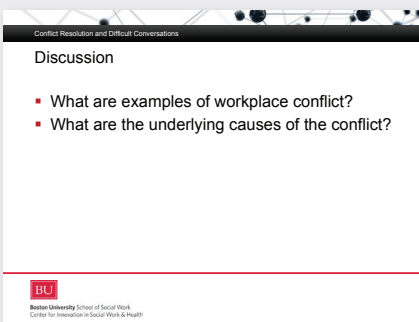 Conflict Resolution and Difficult Conversations
Discussion
▪ What are examples of workplace conflict?
▪ What are the underlying causes of the conflict?
BU
Boston University School of Social Work
Center for Innovation in Social Work & Health